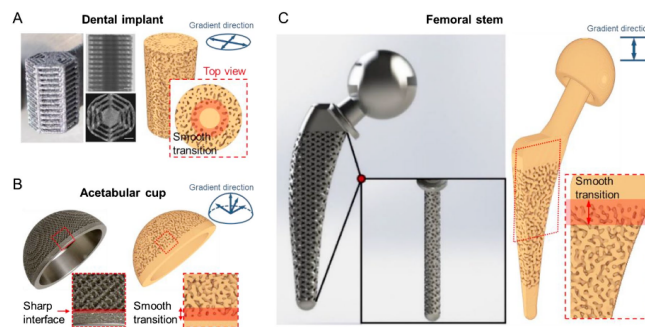 A
Dental implant
Gradient direction
Top view
Smooth
transition
B
Acetabular cup
Gradient direction
Sharp
interface
Smooth
transition
C
Femoral stem
Gradient direction
Smooth
transition